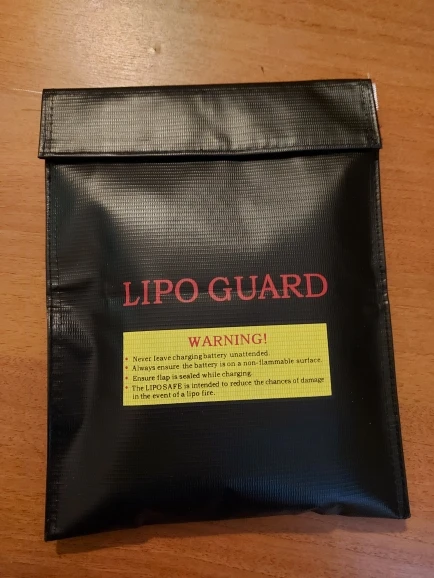 LIPO GUARD
WARNING!
* Never leave charging battery unattended.
* Always ensure the battery is on a non-flammable surface.
* Ensure flap is sealed while charging.
* The LIPO SAFE is intended to reduce the chances of damage
in the event of a lipo fire.